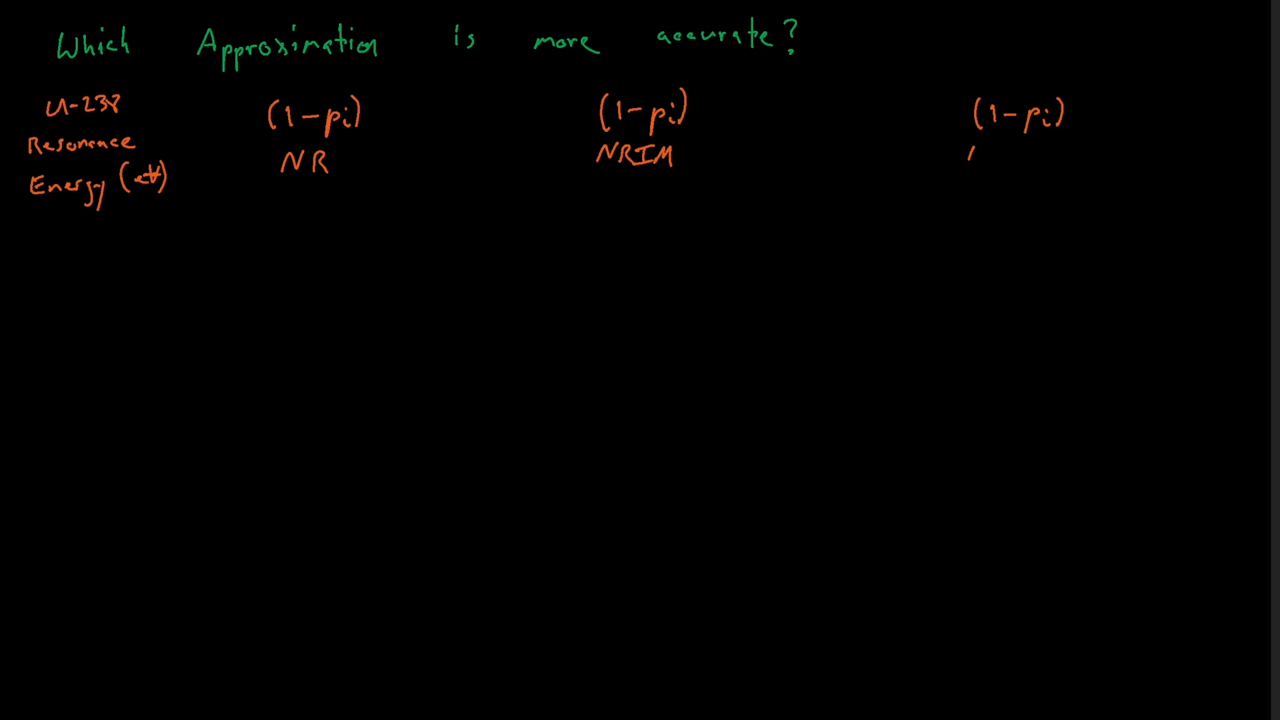 Which Approximation is more accurate?
U-238 (1-pi) (1-pi) (1-pi)
Resonance NR NRIM
Energy (eV)